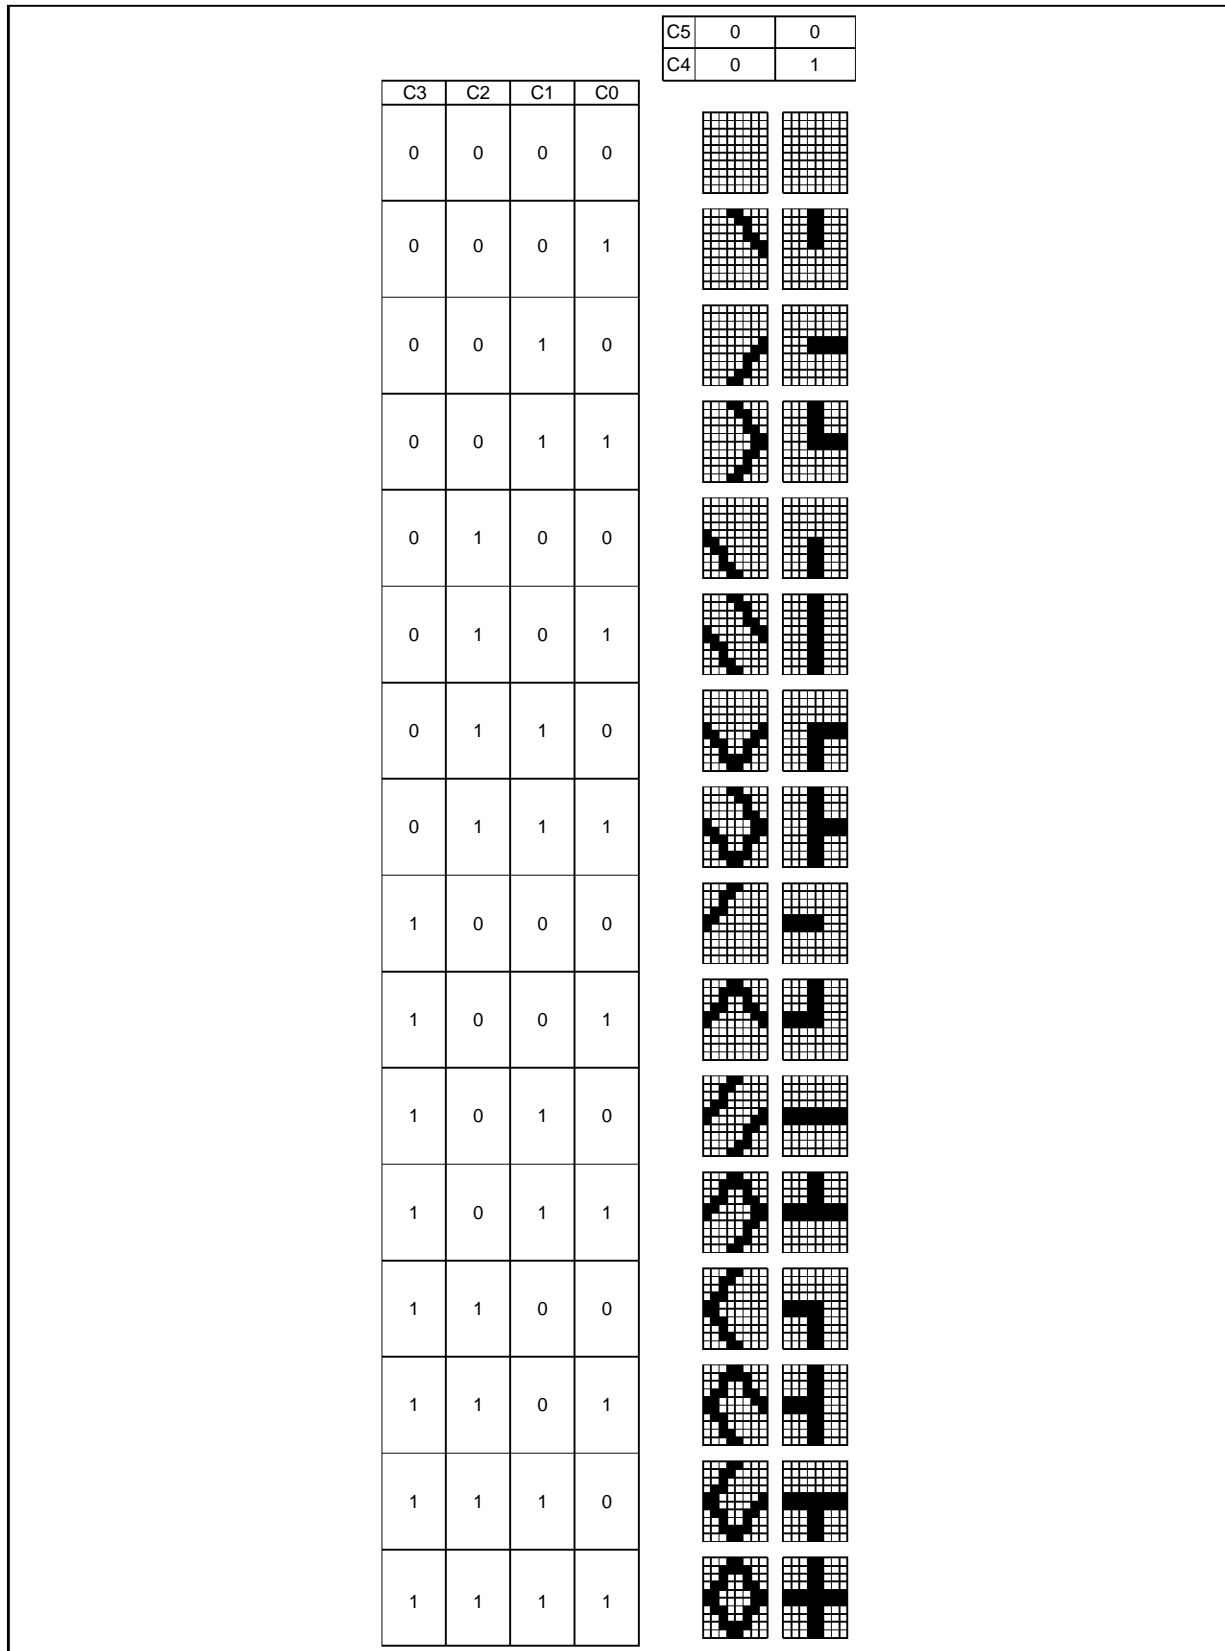 C5 0 0
C4 0 1
C3 C2 C1 C0
0 0 0 0
0 0 0 1
0 0 1 0
0 0 1 1
0 1 0 0
0 1 0 1
0 1 1 0
0 1 1 1
1 0 0 0
1 0 0 1
1 0 1 0
1 0 1 1
1 1 0 0
1 1 0 1
1 1 1 0
1 1 1 1